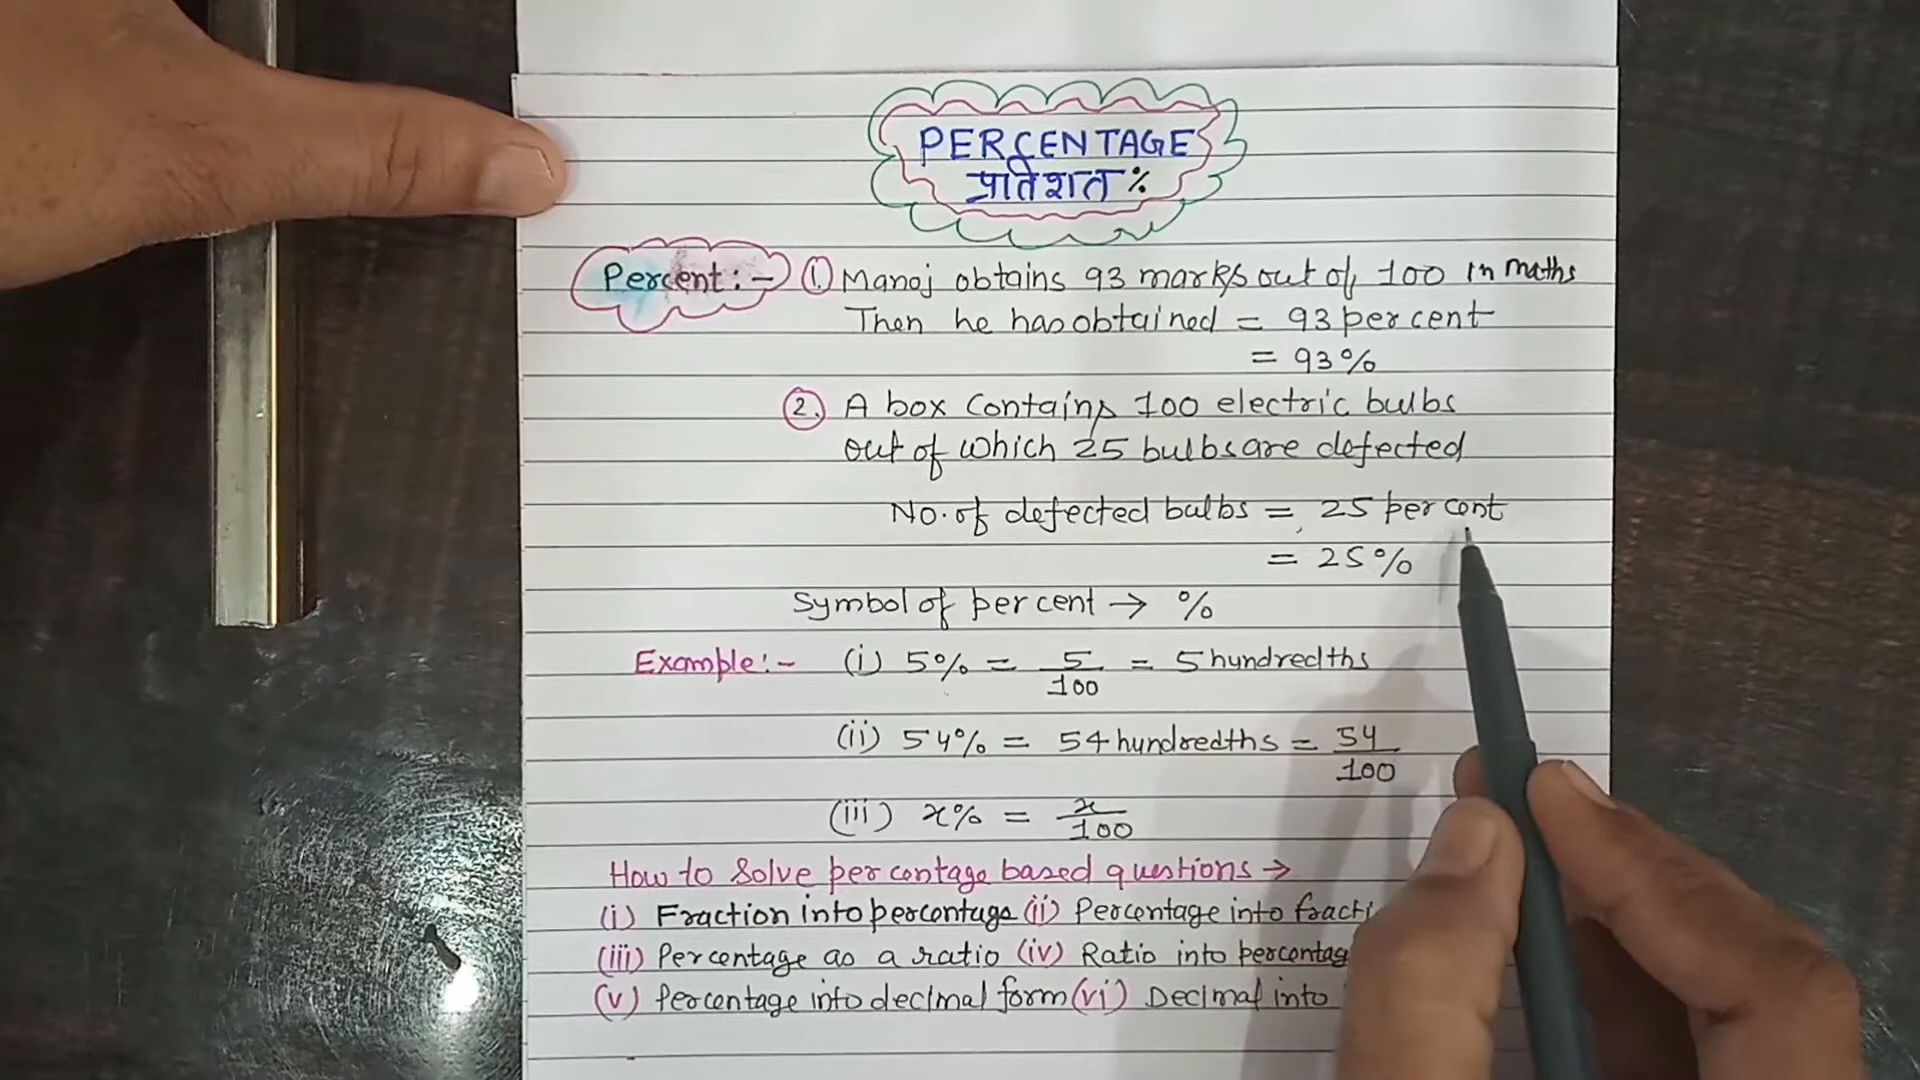 PERCENTAGE
प्रतिशत %
Percent :- 1. Manoj obtains 93 marks out of 100 in maths
Then he has obtained = 93 per cent
= 93%
2. A box contains 100 electric bulbs
out of which 25 bulbs are defected
No. of defected bulbs = 25 per cent
= 25%
Symbol of per cent → %
Example :- (i) 5% = 5/100 = 5 hundredths
(ii) 54% = 54 hundredths = 54/100
(iii) x% = x/100
How to Solve percentage based questions →
(i) Fraction into percentage (ii) Percentage into fracti
(iii) Percentage as a ratio (iv) Ratio into percentag
(v) Percentage into decimal form (vi) Decimal into